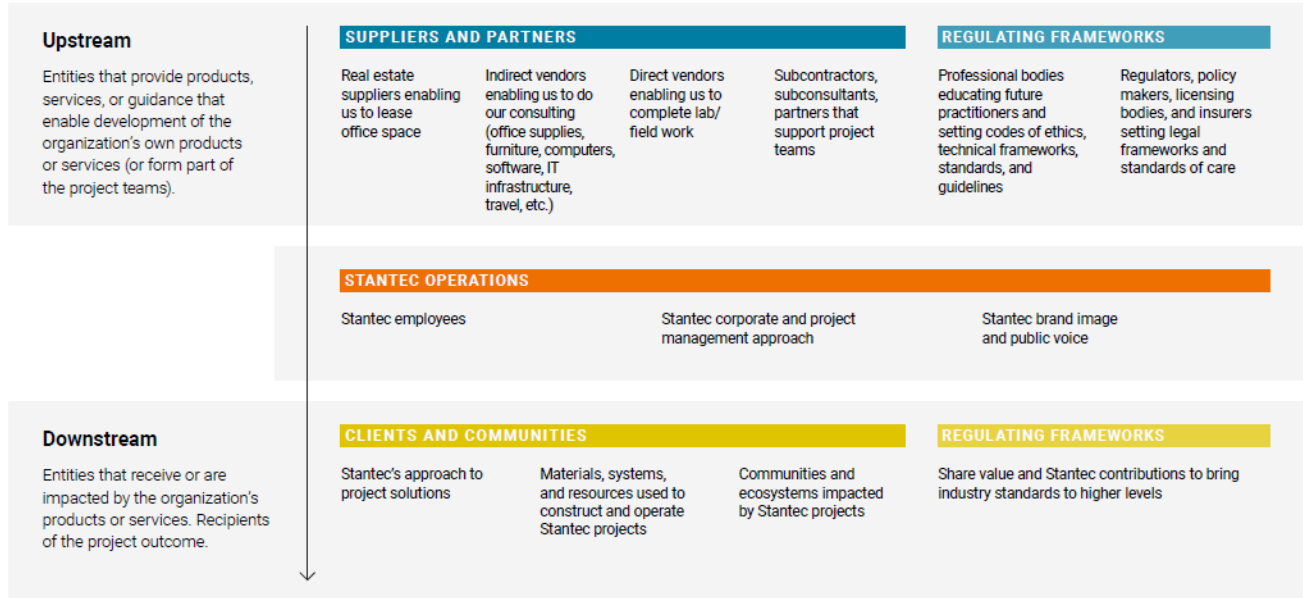 Upstream
Entities that provide products,
services, or guidance that
enable development of the
organization's own products
or services (or form part of
the project teams).
SUPPLIERS AND PARTNERS
Real estate
suppliers enabling
us to lease
office space
Indirect vendors
enabling us to do
our consulting
(office supplies,
furniture, computers,
software, IT
infrastructure,
travel, etc.)
Direct vendors
enabling us to
complete lab/
field work
Subcontractors,
subconsultants,
partners that
support project
teams
REGULATING FRAMEWORKS
Professional bodies
educating future
practitioners and
setting codes of ethics,
technical frameworks,
standards, and
guidelines
Regulators, policy
makers, licensing
bodies, and insurers
setting legal
frameworks and
standards of care
STANTEC OPERATIONS
Stantec employees
Stantec corporate and project
management approach
Stantec brand image
and public voice
Downstream
Entities that receive or are
impacted by the organization's
products or services. Recipients
of the project outcome.
CLIENTS AND COMMUNITIES
Stantec's approach to
project solutions
Materials, systems,
and resources used to
construct and operate
Stantec projects
Communities and
ecosystems impacted
by Stantec projects
REGULATING FRAMEWORKS
Share value and Stantec contributions to bring
industry standards to higher levels